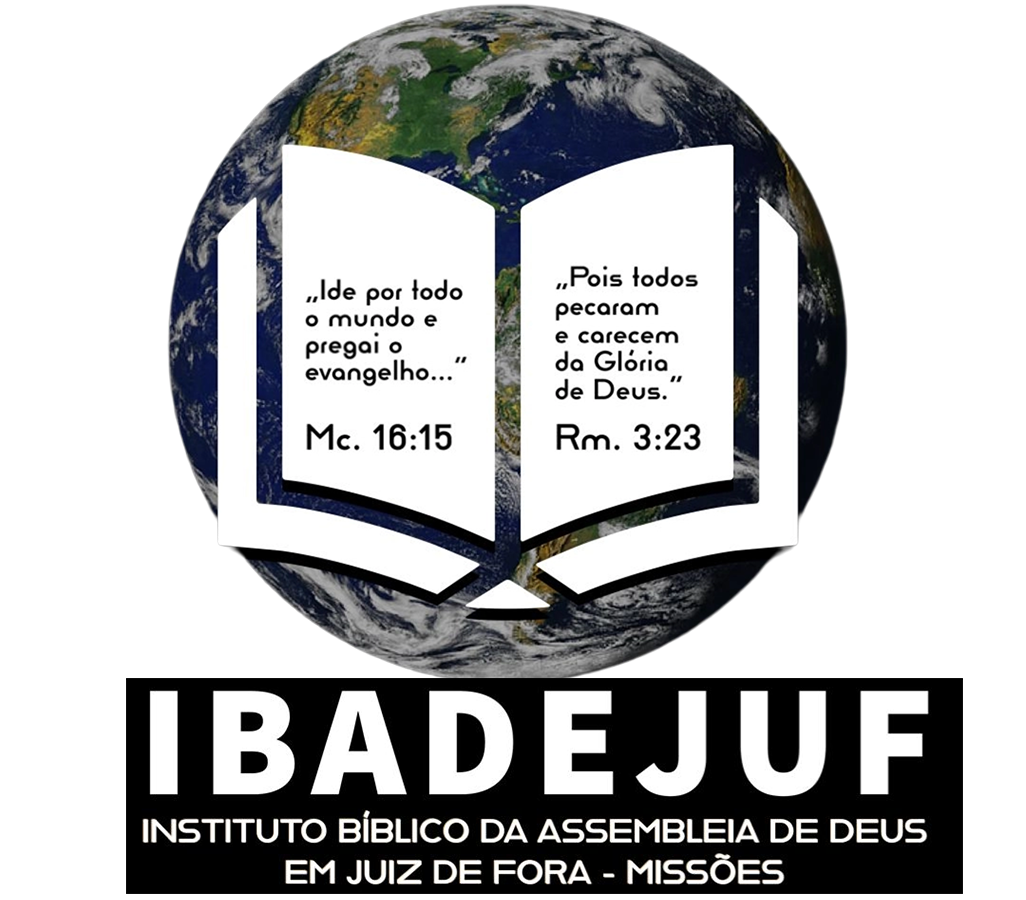 „Ide por todo
o mundo e
pregai o
evangelho...”
Mc. 16:15
„Pois todos
pecaram
e carecem
da Glória
de Deus.”
Rm. 3:23
IBADEJUF
INSTITUTO BÍBLICO DA ASSEMBLEIA DE DEUS
EM JUIZ DE FORA - MISSÕES